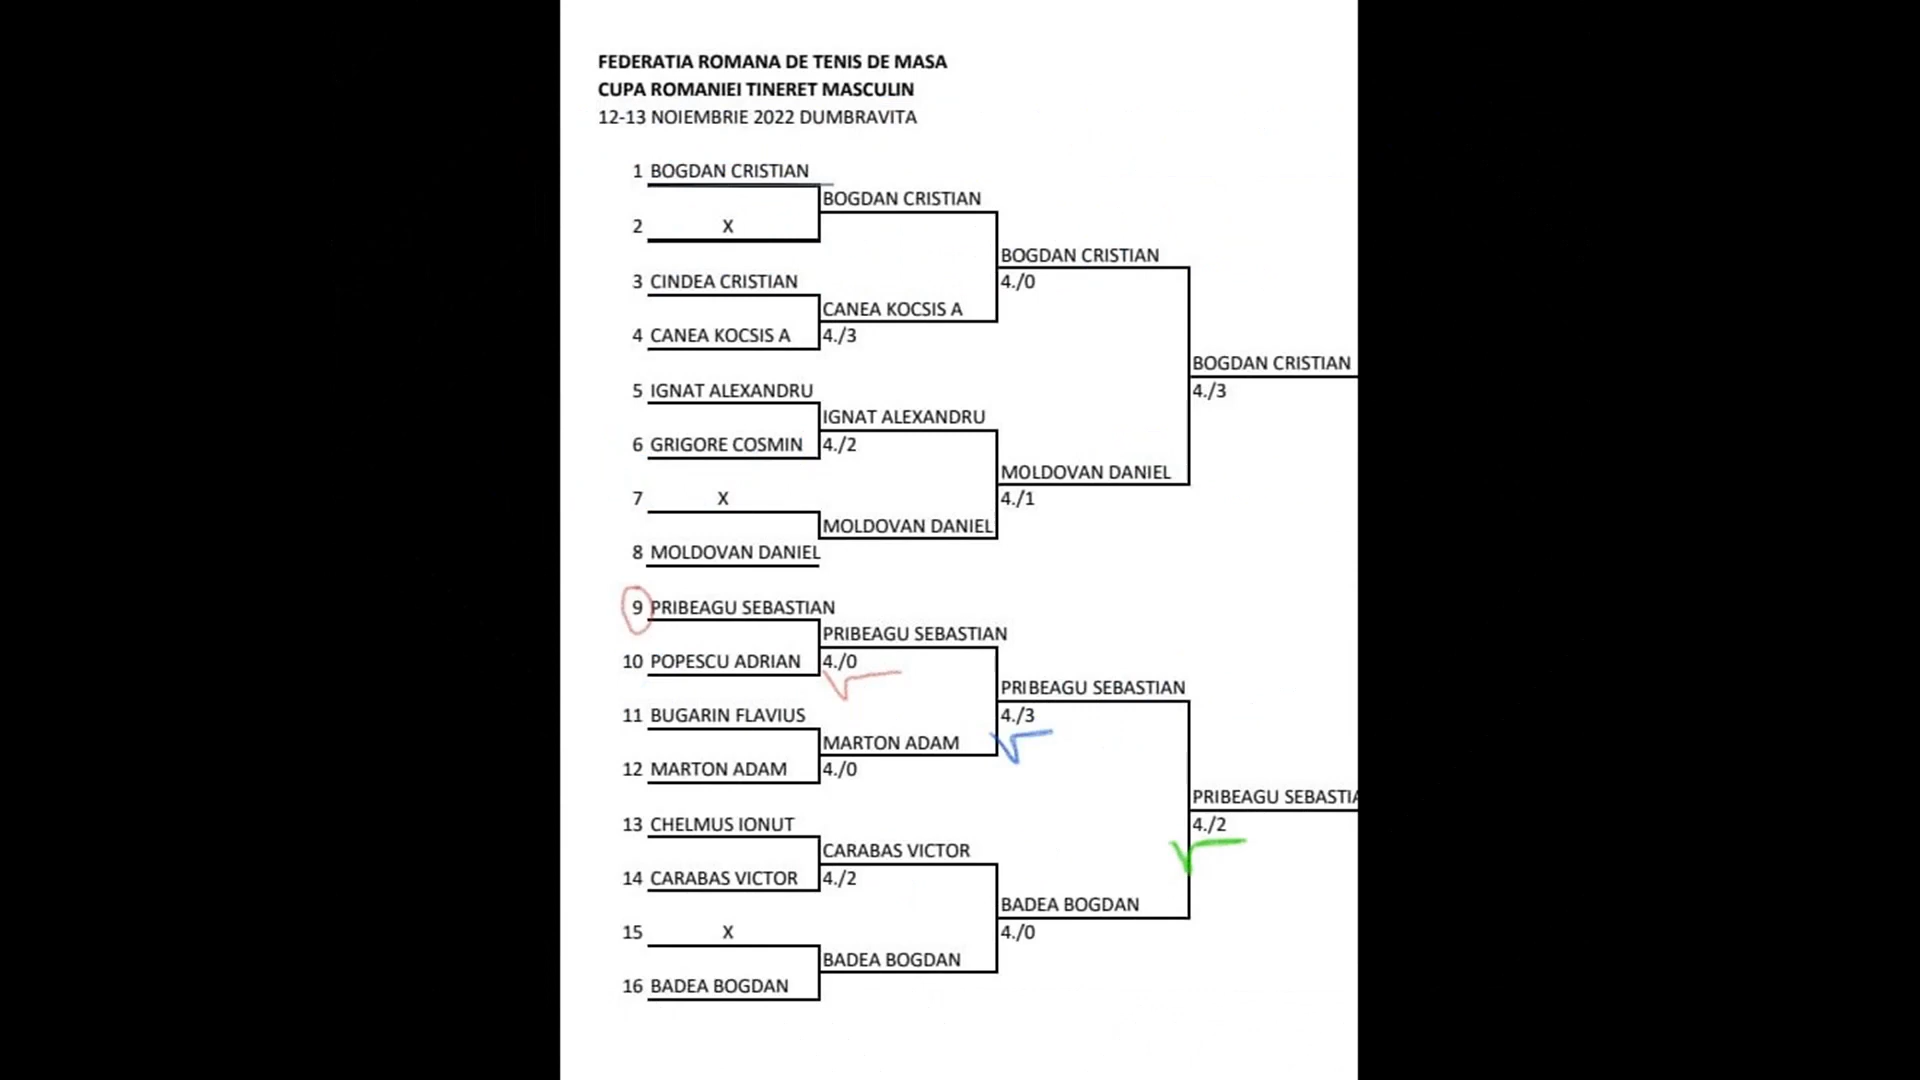 FEDERATIA ROMANA DE TENIS DE MASA
CUPA ROMANIEI TINERET MASCULIN
12-13 NOIEMBRIE 2022 DUMBRAVITA
1 BOGDAN CRISTIAN
BOGDAN CRISTIAN
2 X
BOGDAN CRISTIAN
3 CINDEA CRISTIAN
4./0
CANEA KOCSIS A
4 CANEA KOCSIS A
4./3
BOGDAN CRISTIAN
5 IGNAT ALEXANDRU
4./3
IGNAT ALEXANDRU
6 GRIGORE COSMIN
4./2
MOLDOVAN DANIEL
7 X
4./1
MOLDOVAN DANIEL
8 MOLDOVAN DANIEL
9 PRIBEAGU SEBASTIAN
PRIBEAGU SEBASTIAN
10 POPESCU ADRIAN
4./0
PRIBEAGU SEBASTIAN
11 BUGARIN FLAVIUS
4./3
MARTON ADAM
12 MARTON ADAM
4./0
PRIBEAGU SEBASTIA
13 CHELMUS IONUT
4./2
CARABAS VICTOR
14 CARABAS VICTOR
4./2
BADEA BOGDAN
15 X
4./0
BADEA BOGDAN
16 BADEA BOGDAN